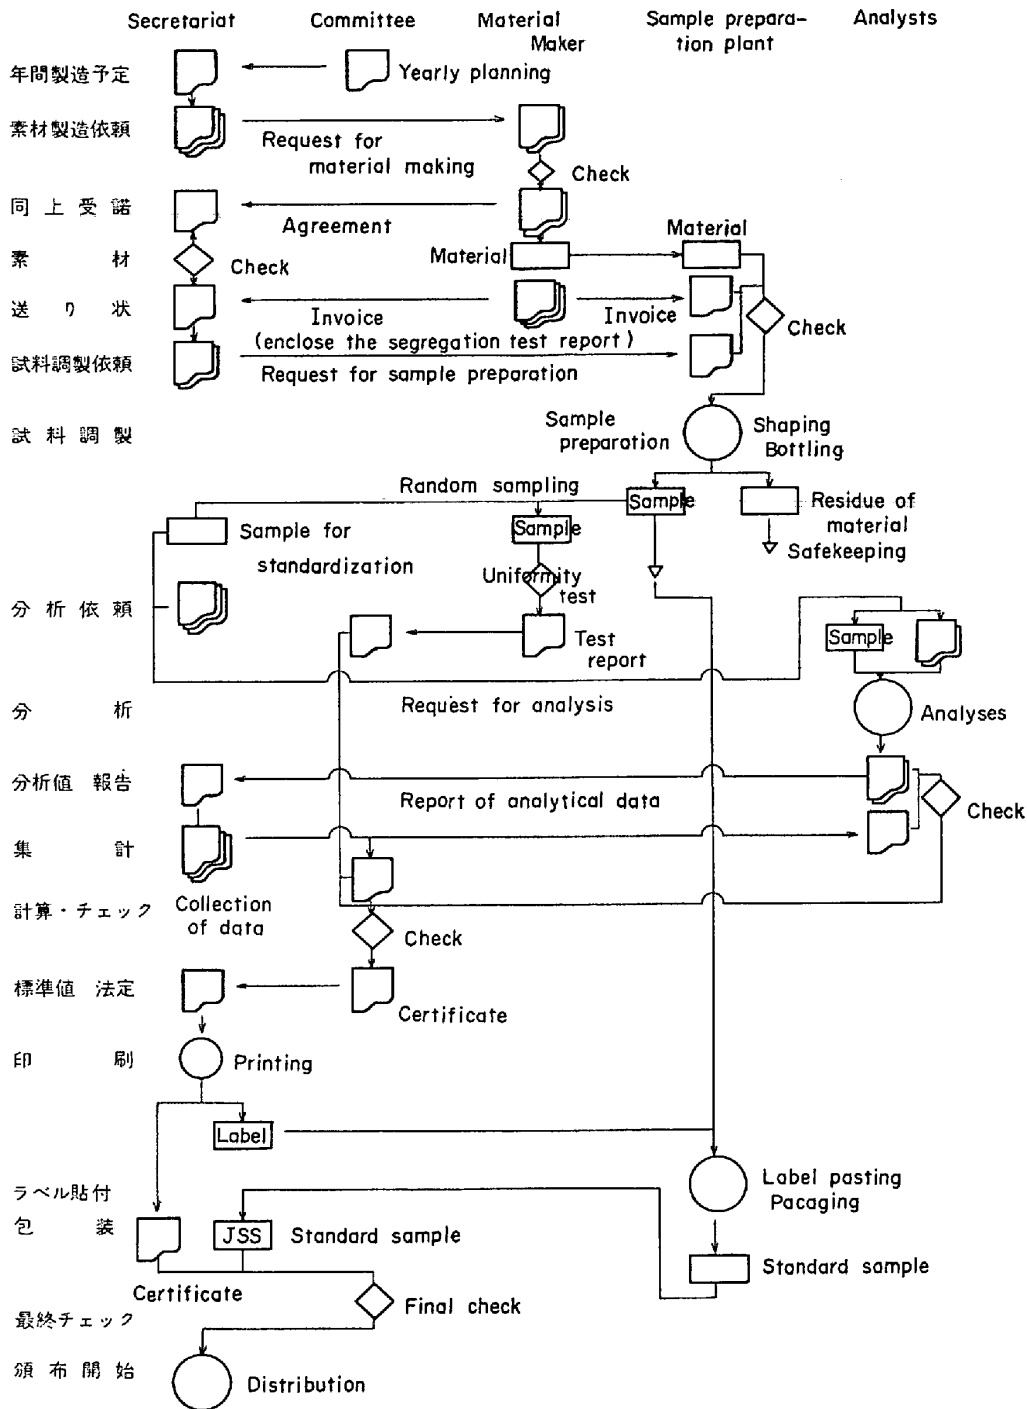 Secretariat
Committee
Material
Maker
Sample prepara-
tion plant
Analysts
年間製造予定
Yearly planning
素材製造依頼
Request for
material making
Check
同上受諾
Agreement
Material
Material
素材
Check
送り状
Invoice
Invoice
Check
(enclose the segregation test report)
試料調製依頼
Request for sample preparation
試料調製
Sample
preparation
Shaping
Bottling
Random sampling
Sample
Residue of
material
Safekeeping
Sample for
standardization
Sample
Uniformity
test
分析依頼
Test
report
Sample
Request for analysis
分析
Analyses
分析値 報告
Report of analytical data
Check
集計
計算・チェック
Collection
of data
Check
標準値 法定
Certificate
印刷
Printing
Label
ラベル貼付
Label pasting
Pacaging
包装
JSS
Standard sample
Standard sample
Certificate
Final check
最終チェック
頒布開始
Distribution